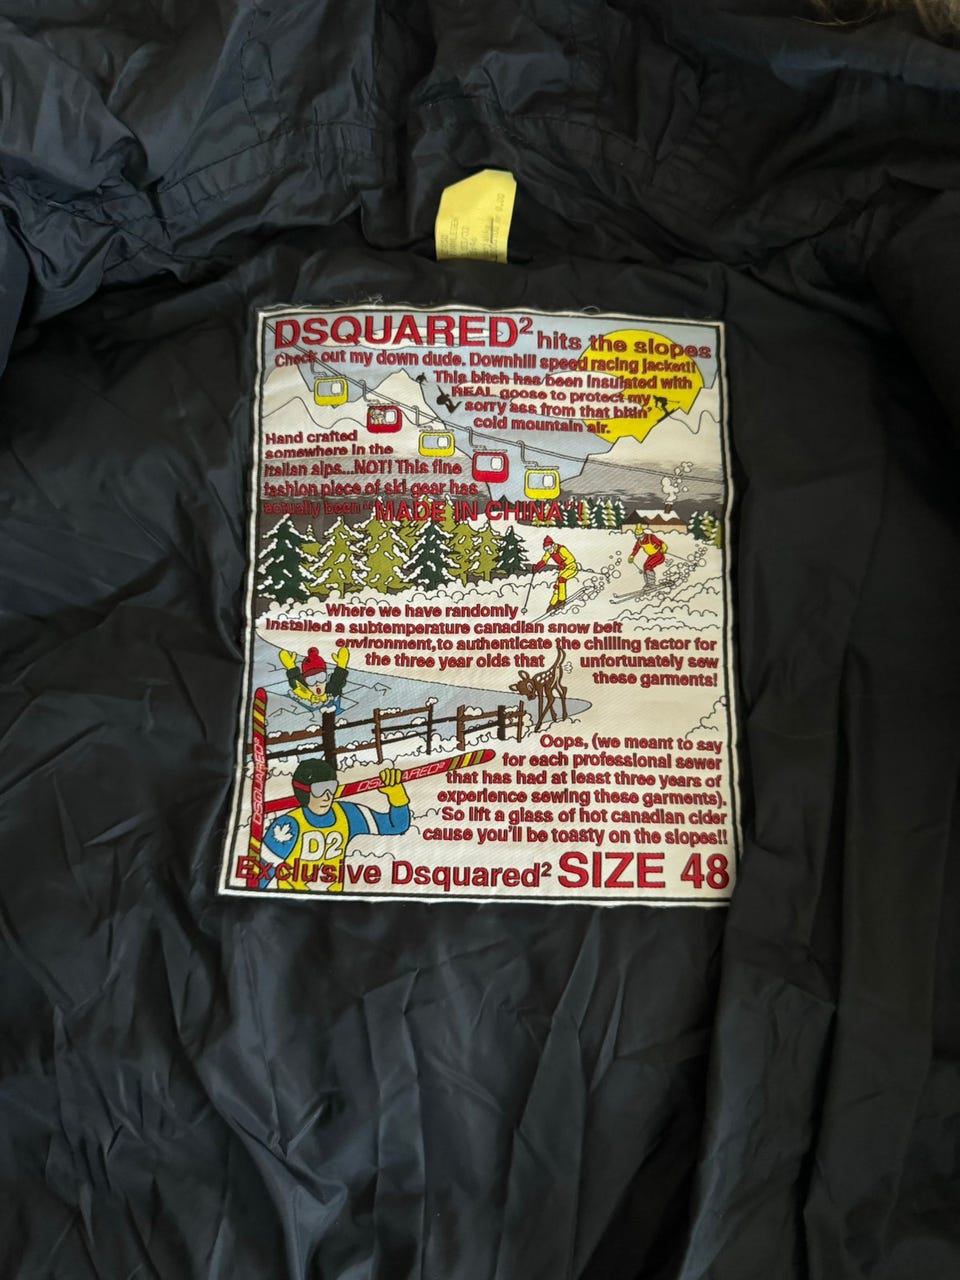 DSQUARED² hits the slopes
Check out my down dude. Downhill speed racing jacket!!
This bitch has been insulated with
REAL goose to protect my
sorry ass from that bitin'
cold mountain air.
Hand crafted
somewhere in the
Italian alps...NOT! This fine
fashion piece of ski gear has
actually been "MADE IN CHINA"!
Where we have randomly
installed a subtemperature canadian snow belt
environment,to authenticate the chilling factor for
the three year olds that unfortunately sew
these garments!
Oops, (we meant to say
for each professional sewer
that has had at least three years of
experience sewing these garments).
So lift a glass of hot canadian cider
cause you'll be toasty on the slopes!!
DSQUARED²
DSQUARED²
D2
Exclusive Dsquared² SIZE 48